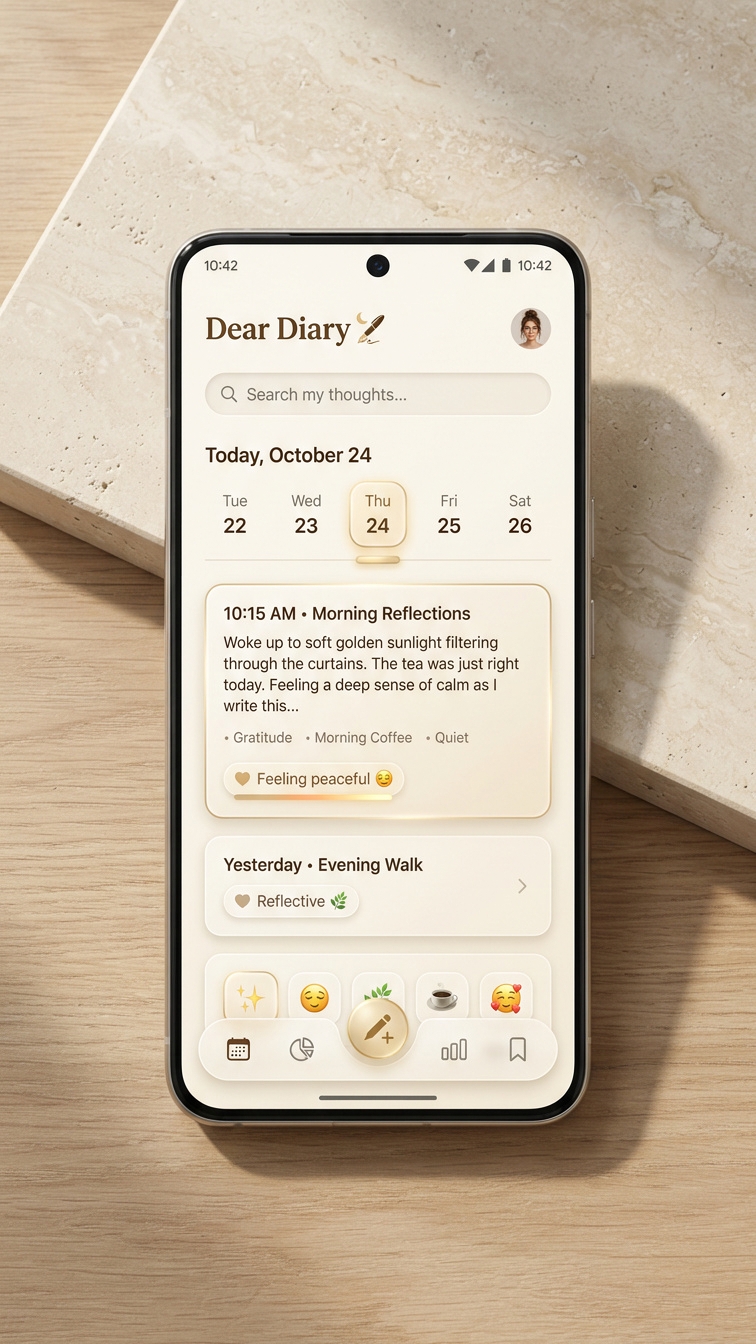 10:42
10:42
Dear Diary
Search my thoughts...
Today, October 24
Tue Wed Thu Fri Sat
22 23 24 25 26
10:15 AM • Morning Reflections
Woke up to soft golden sunlight filtering
through the curtains. The tea was just right
today. Feeling a deep sense of calm as I
write this...
• Gratitude • Morning Coffee • Quiet
Feeling peaceful 😌
Yesterday • Evening Walk
Reflective 🌿